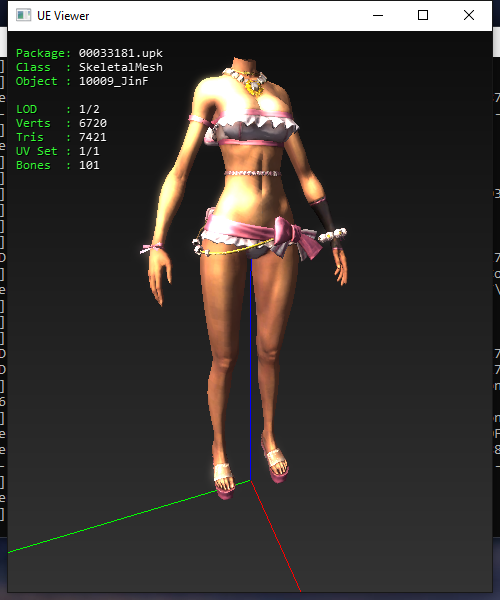 UE Viewer
Package: 00033181.upk
Class  : SkeletalMesh
Object : 10009_JinF
LOD    : 1/2
Verts  : 6720
Tris   : 7421
UV Set : 1/1
Bones  : 101